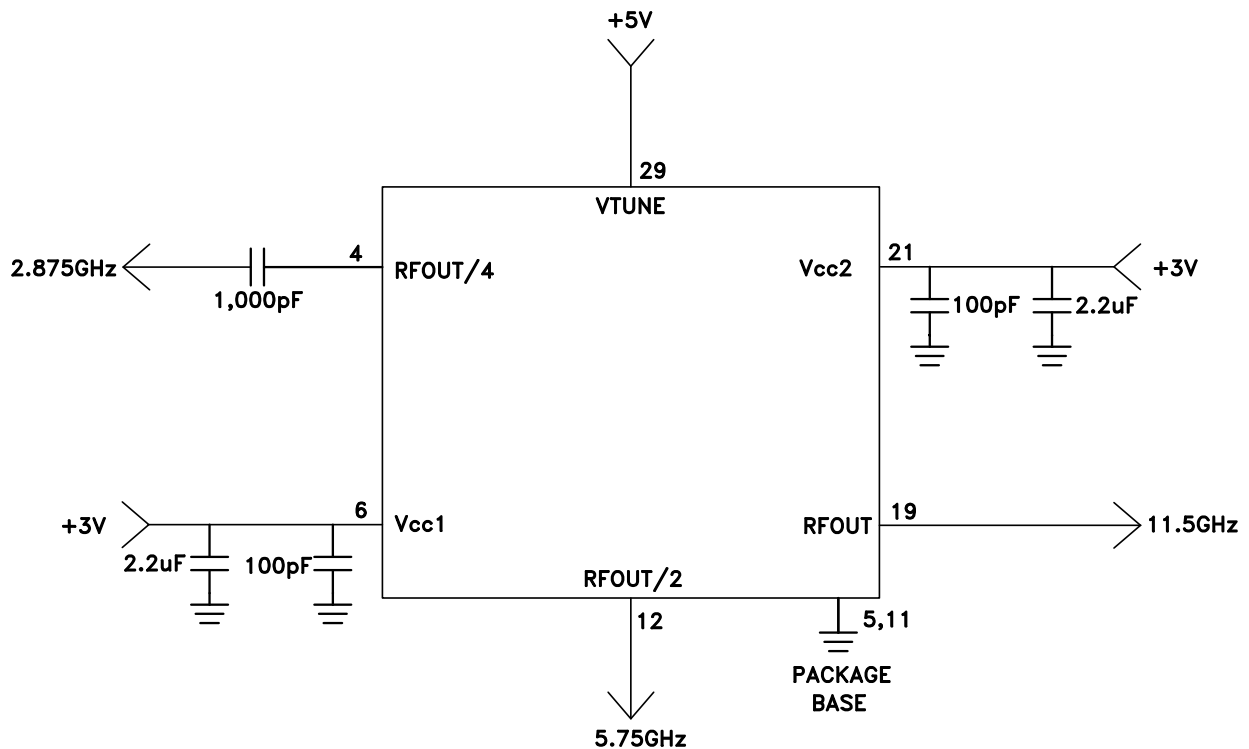 +5V
29
VTUNE
2.875GHz
4
RFOUT/4
1,000pF
21
Vcc2
+3V
100pF
2.2uF
+3V
6
Vcc1
2.2uF
100pF
19
RFOUT
11.5GHz
RFOUT/2
12
5,11
PACKAGE
BASE
5.75GHz